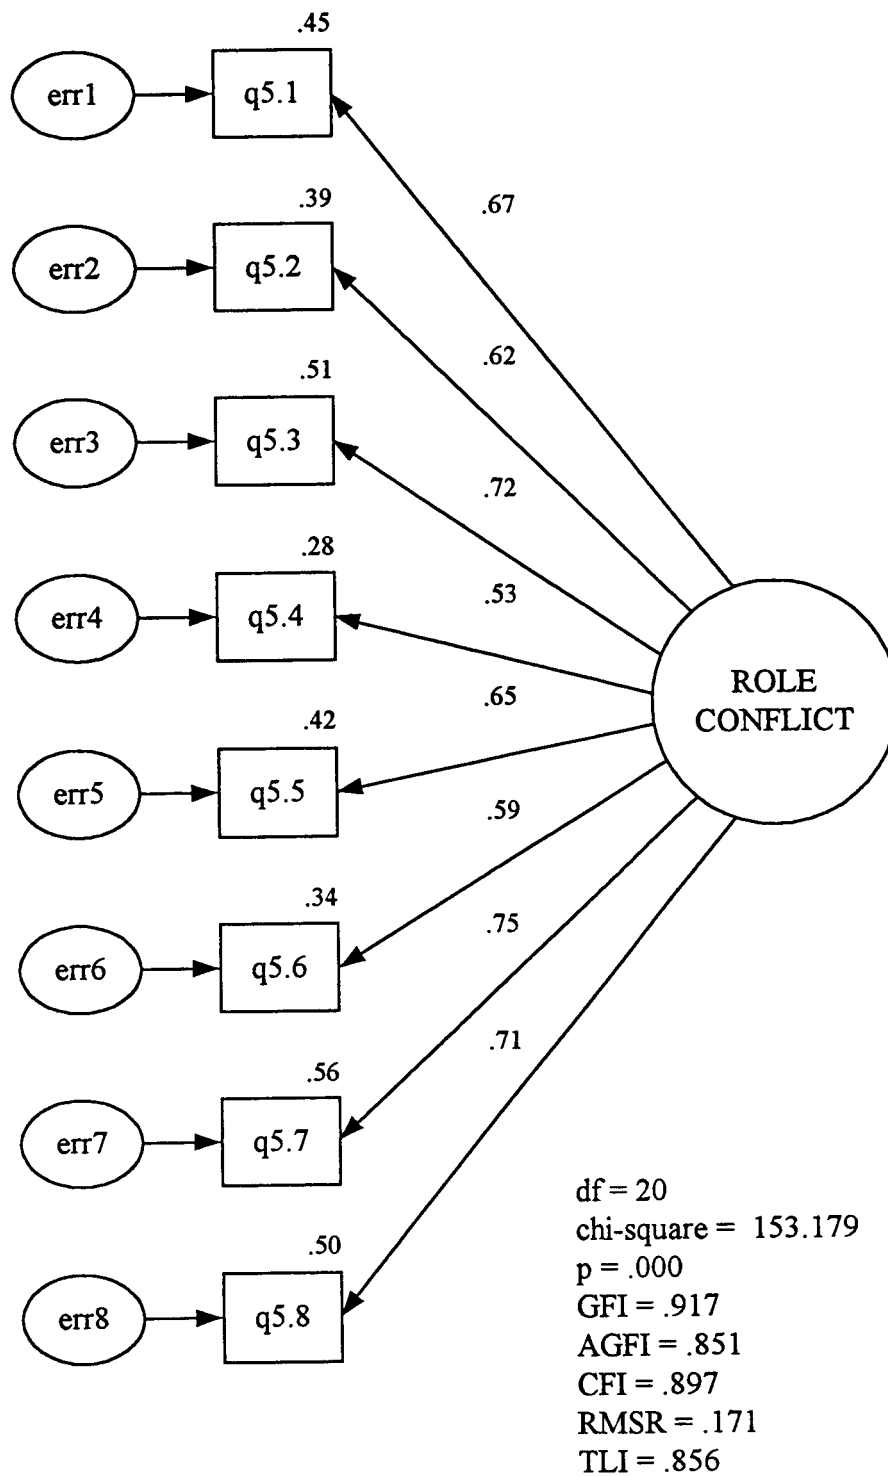 .45
err1 q5.1
.67
.39
err2 q5.2
.62
.51
err3 q5.3
.72
.28
err4 q5.4
.53
ROLE
CONFLICT
.65
.42
err5 q5.5
.59
.34
err6 q5.6
.75
.71
.56
err7 q5.7
.50
err8 q5.8
df = 20
chi-square = 153.179
p = .000
GFI = .917
AGFI = .851
CFI = .897
RMSR = .171
TLI = .856